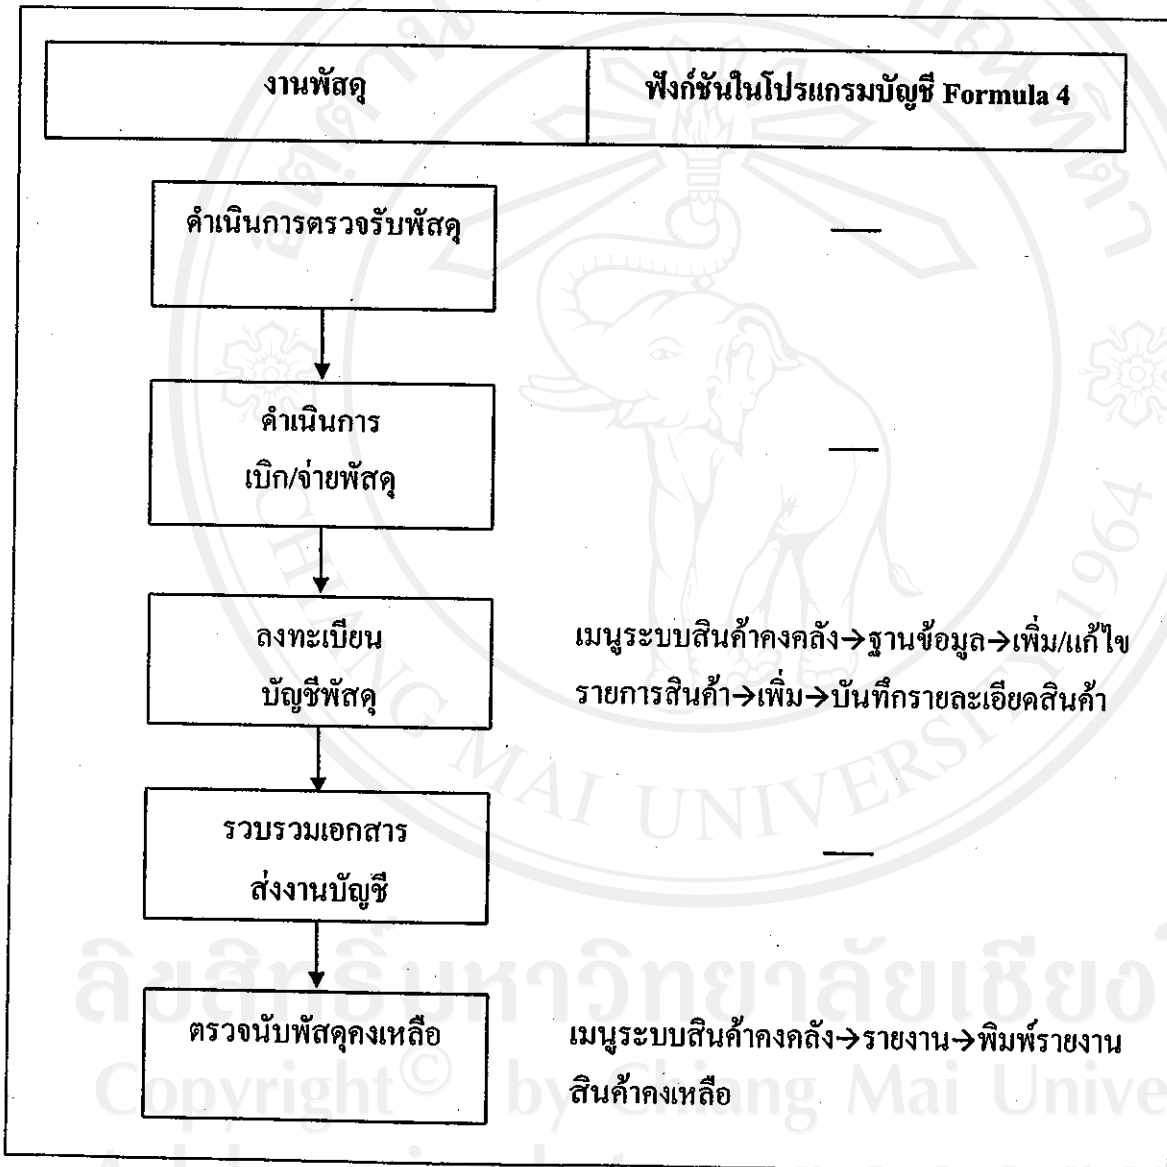 งานพัสดุ
ฟังก์ชันในโปรแกรมบัญชี Formula 4
ดำเนินการตรวจรับพัสดุ
—
ดำเนินการ
เบิก/จ่ายพัสดุ
—
ลงทะเบียน
บัญชีพัสดุ
เมนูระบบสินค้าคงคลัง→ฐานข้อมูล→เพิ่ม/แก้ไข
รายการสินค้า→เพิ่ม→บันทึกรายละเอียดสินค้า
รวบรวมเอกสาร
ส่งงานบัญชี
—
ตรวจนับพัสดุคงเหลือ
เมนูระบบสินค้าคงคลัง→รายงาน→พิมพ์รายงาน
สินค้าคงเหลือ
CHIANG MAI UNIVERSITY 1964
ลิขสิทธิ์มหาวิทยาลัยเชียงใ
Copyright © by Chiang Mai Unive